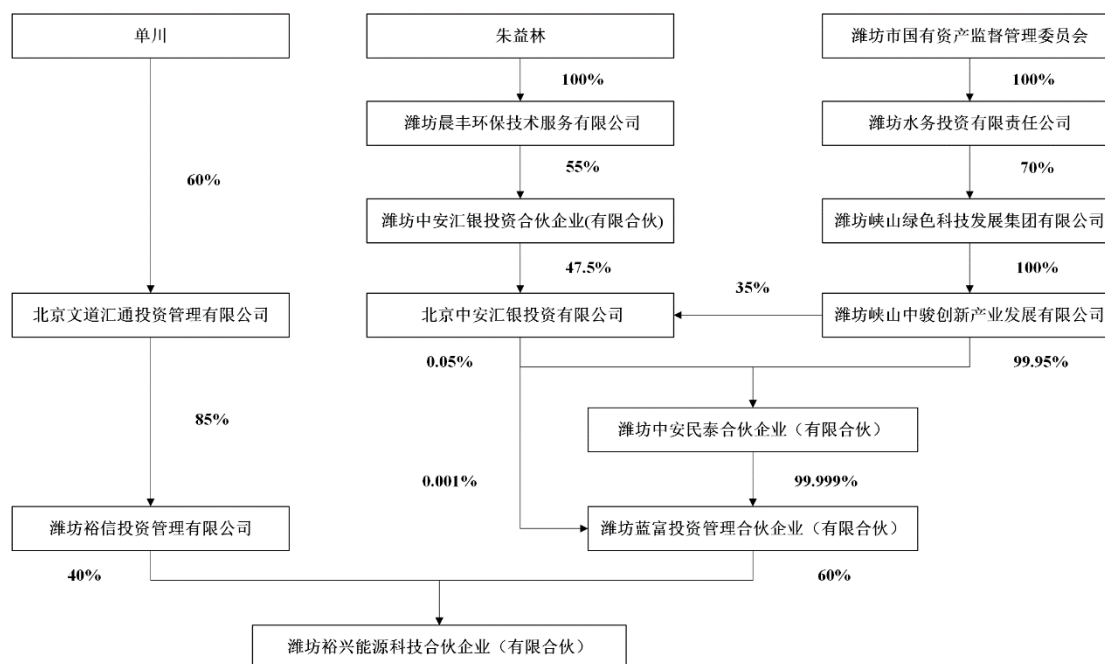 单川
朱益林
潍坊市国有资产监督管理委员会
100%
100%
潍坊晨丰环保技术服务有限公司
潍坊水务投资有限责任公司
60%
55%
70%
潍坊中安汇银投资合伙企业(有限合伙)
潍坊峡山绿色科技发展集团有限公司
47.5%
100%
35%
北京文道汇通投资管理有限公司
北京中安汇银投资有限公司
潍坊峡山中骏创新产业发展有限公司
0.05%
99.95%
85%
潍坊中安民泰合伙企业（有限合伙）
0.001%
99.999%
潍坊裕信投资管理有限公司
潍坊蓝富投资管理合伙企业（有限合伙）
40%
60%
潍坊裕兴能源科技合伙企业（有限合伙）